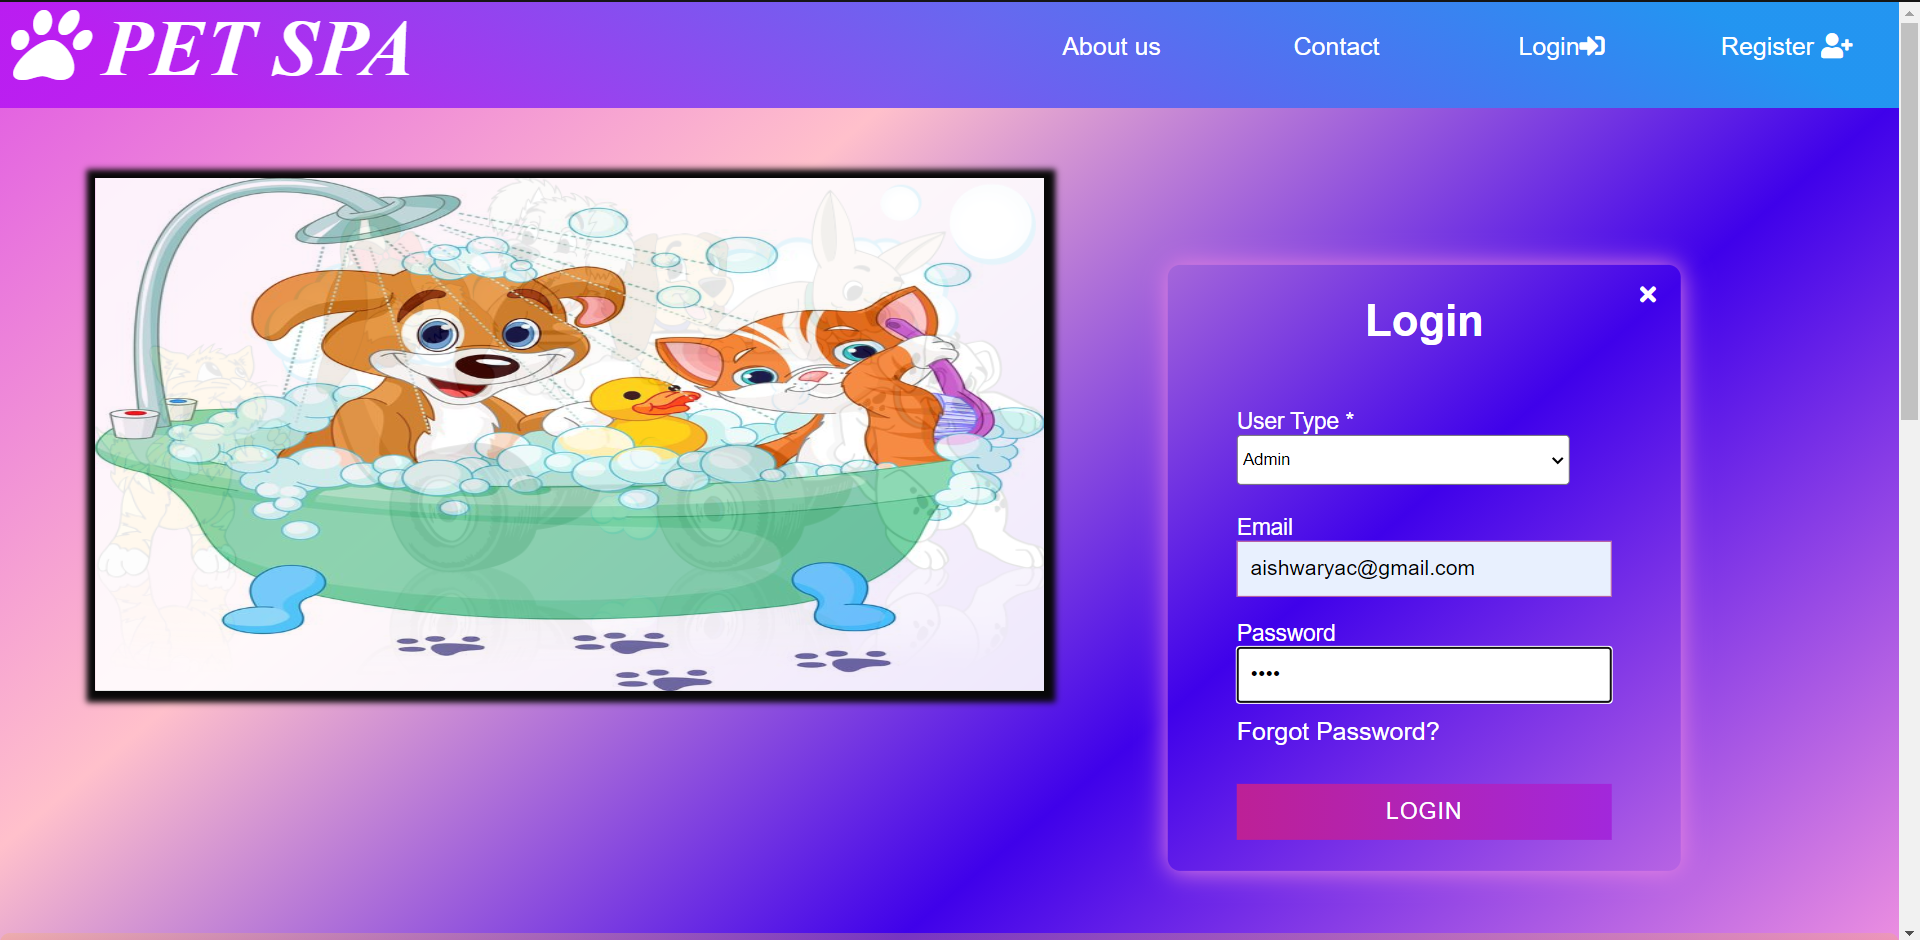 PET SPA
About us
Contact
Login
Register
Login
User Type *
Admin
Email
aishwaryac@gmail.com
Password
••••
Forgot Password?
LOGIN